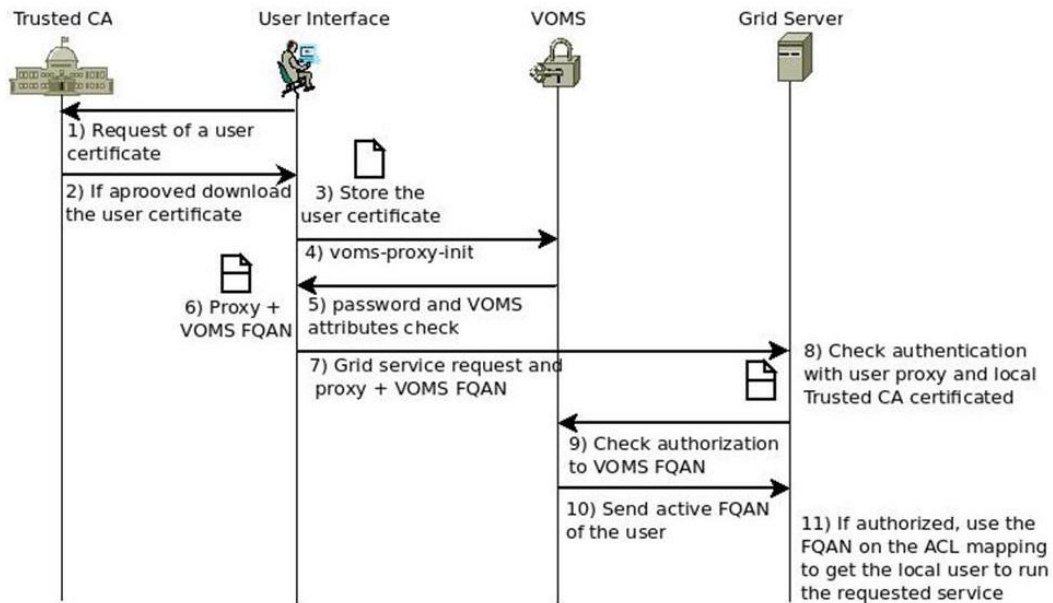 Trusted CA
User Interface
VOMS
Grid Server
1) Request of a user
certificate
2) If aprooved download
the user certificate
3) Store the
user certificate
4) voms-proxy-init
5) password and VOMS
attributes check
6) Proxy +
VOMS FQAN
7) Grid service request and
proxy + VOMS FQAN
8) Check authentication
with user proxy and local
Trusted CA certificated
9) Check authorization
to VOMS FQAN
10) Send active FQAN
of the user
11) If authorized, use the
FQAN on the ACL mapping
to get the local user to run
the requested service